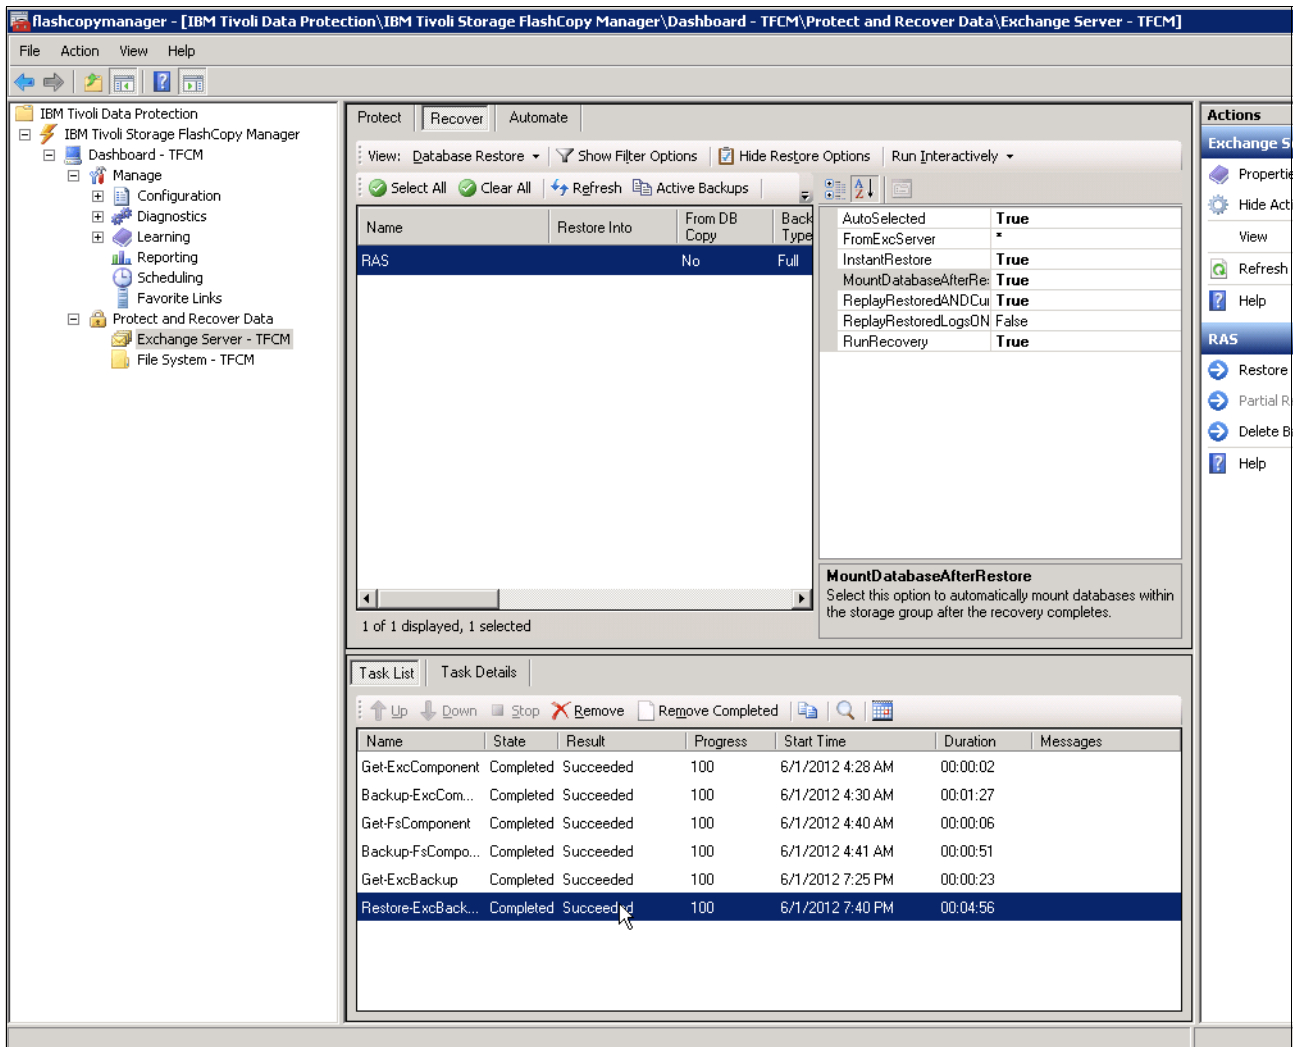 flashcopymanager - [IBM Tivoli Data Protection\IBM Tivoli Storage FlashCopy Manager\Dashboard - TFCM\Protect and Recover Data\Exchange Server - TFCM]
File Action View Help
IBM Tivoli Data Protection
IBM Tivoli Storage FlashCopy Manager
Dashboard - TFCM
Manage
Configuration
Diagnostics
Learning
Reporting
Scheduling
Favorite Links
Protect and Recover Data
Exchange Server - TFCM
File System - TFCM
Protect Recover Automate
View: Database Restore Show Filter Options Hide Restore Options Run Interactively
Select All Clear All Refresh Active Backups
Name Restore Into From DB Copy Back Type
RAS No Full
1 of 1 displayed, 1 selected
AutoSelected True
FromExcServer *
InstantRestore True
MountDatabaseAfterRe: True
ReplayRestoredANDCur True
ReplayRestoredLogsON False
RunRecovery True
MountDatabaseAfterRestore
Select this option to automatically mount databases within
the storage group after the recovery completes.
Task List Task Details
Up Down Stop Remove Remove Completed
Name State Result Progress Start Time Duration Messages
Get-ExcComponent Completed Succeeded 100 6/1/2012 4:28 AM 00:00:02
Backup-ExcCom... Completed Succeeded 100 6/1/2012 4:30 AM 00:01:27
Get-FsComponent Completed Succeeded 100 6/1/2012 4:40 AM 00:00:06
Backup-FsCompo... Completed Succeeded 100 6/1/2012 4:41 AM 00:00:51
Get-ExcBackup Completed Succeeded 100 6/1/2012 7:25 PM 00:00:23
Restore-ExcBack... Completed Succeeded 100 6/1/2012 7:40 PM 00:04:56
Actions
Exchange S
Propertie
Hide Act
View
Refresh
Help
RAS
Restore
Partial R
Delete B
Help